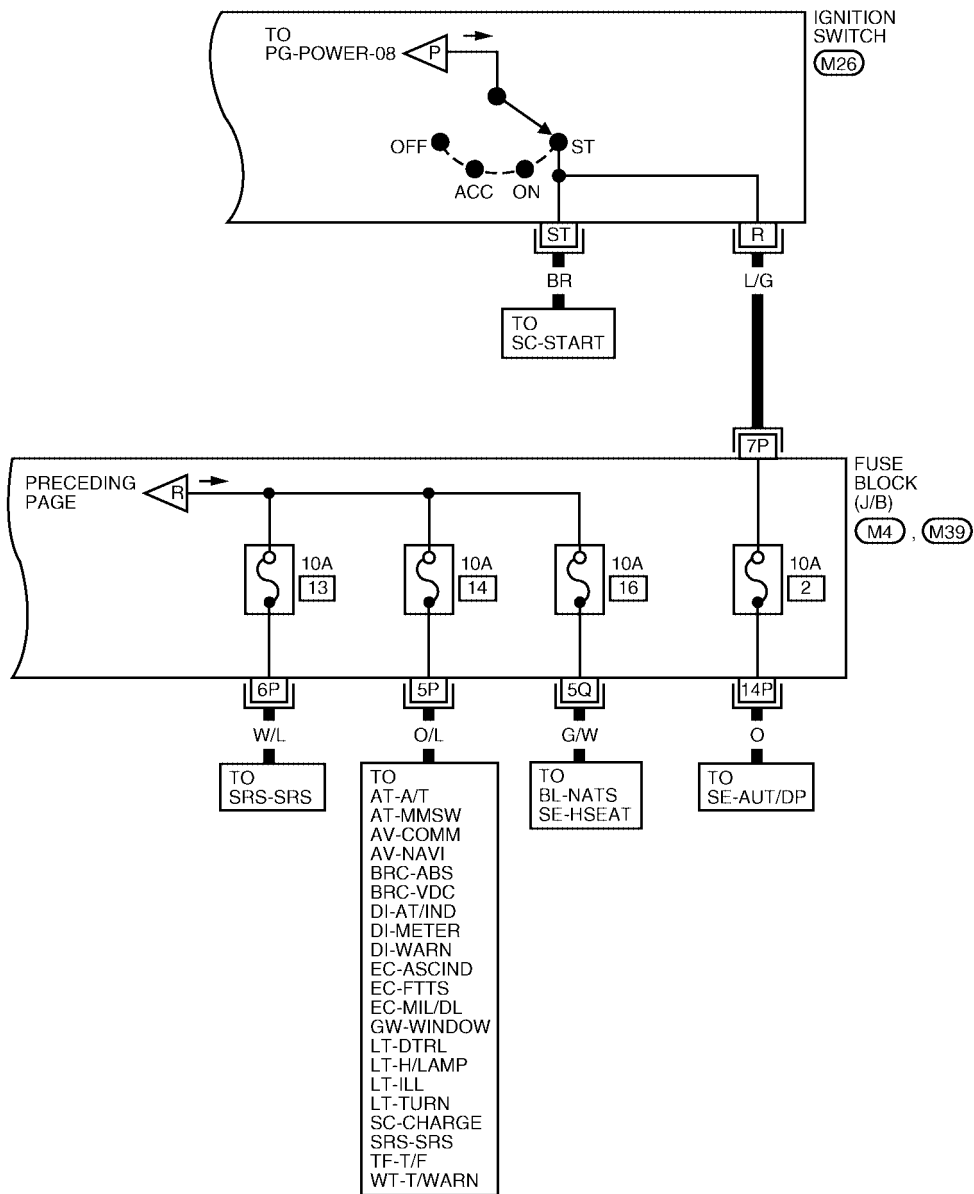 IGNITION
SWITCH
M26
TO
PG-POWER-08
P
OFF
ACC
ON
ST
ST
R
BR
L/G
TO
SC-START
7P
PRECEDING
PAGE
R
FUSE
BLOCK
(J/B)
M4 , M39
10A
13
10A
14
10A
16
10A
2
6P
5P
5Q
14P
W/L
O/L
G/W
O
TO
SRS-SRS
TO
AT-A/T
AT-MMSW
AV-COMM
AV-NAVI
BRC-ABS
BRC-VDC
DI-AT/IND
DI-METER
DI-WARN
EC-ASCIND
EC-FTTS
EC-MIL/DL
GW-WINDOW
LT-DTRL
LT-H/LAMP
LT-ILL
LT-TURN
SC-CHARGE
SRS-SRS
TF-T/F
WT-T/WARN
TO
BL-NATS
SE-HSEAT
TO
SE-AUT/DP